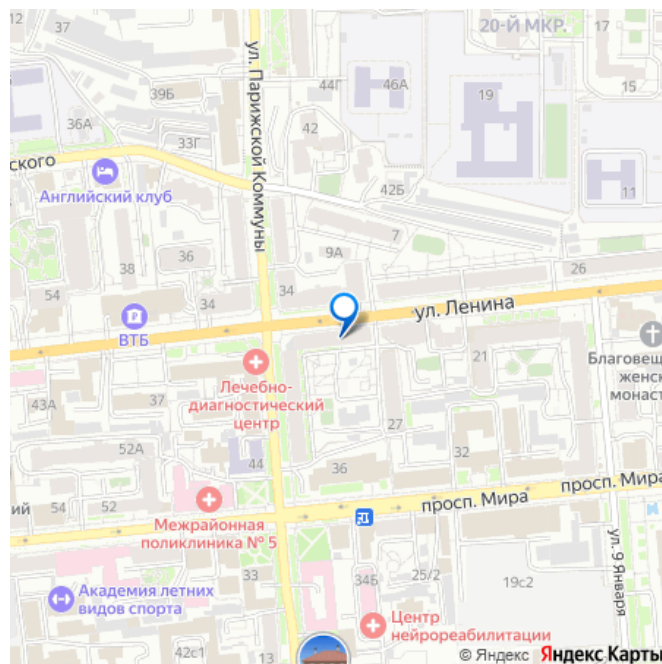 12
37
20-Й МКР.
39Б
44Г
46А
19
15
36А
33Г
42
ского
Английский клуб
ул. Парижской Коммуны
42Б
11
7
9А
38
36
54
34
34
26
ул. Ленина
ВТБ
Лечебно-
диагностический
центр
21
Благовещ
женск
монаст
43А
37
27
52А
44
32
36
просп. Мира
просп. Мира
ий
54
52
Межрайонная
поликлиника № 5
33
Академия летних
видов спорта
34Б
25/2
19с2
ул. 9 Января
Центр
нейрореабилитации
42с1
© Яндекс Яндекс Карты